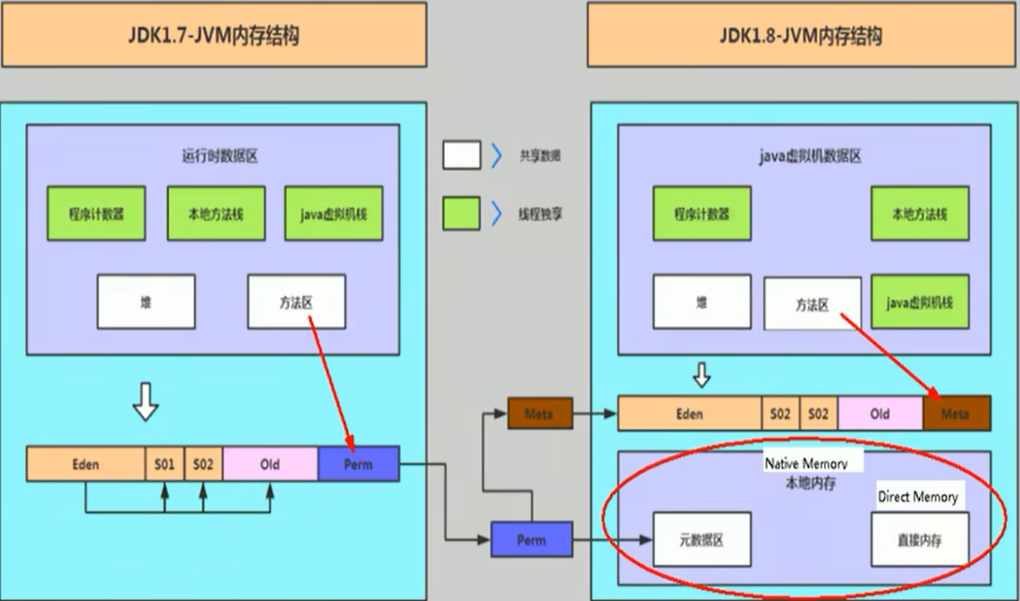 JDK1.7-JVM内存结构
JDK1.8-JVM内存结构
运行时数据区
程序计数器
本地方法栈
java虚拟机栈
堆
方法区
Eden
S01
S02
Old
Perm
共享数据
线程独享
Meta
Perm
java虚拟机数据区
程序计数器
本地方法栈
堆
方法区
java虚拟机栈
Eden
S02
S02
Old
Meta
Native Memory
本地内存
Direct Memory
元数据区
直接内存